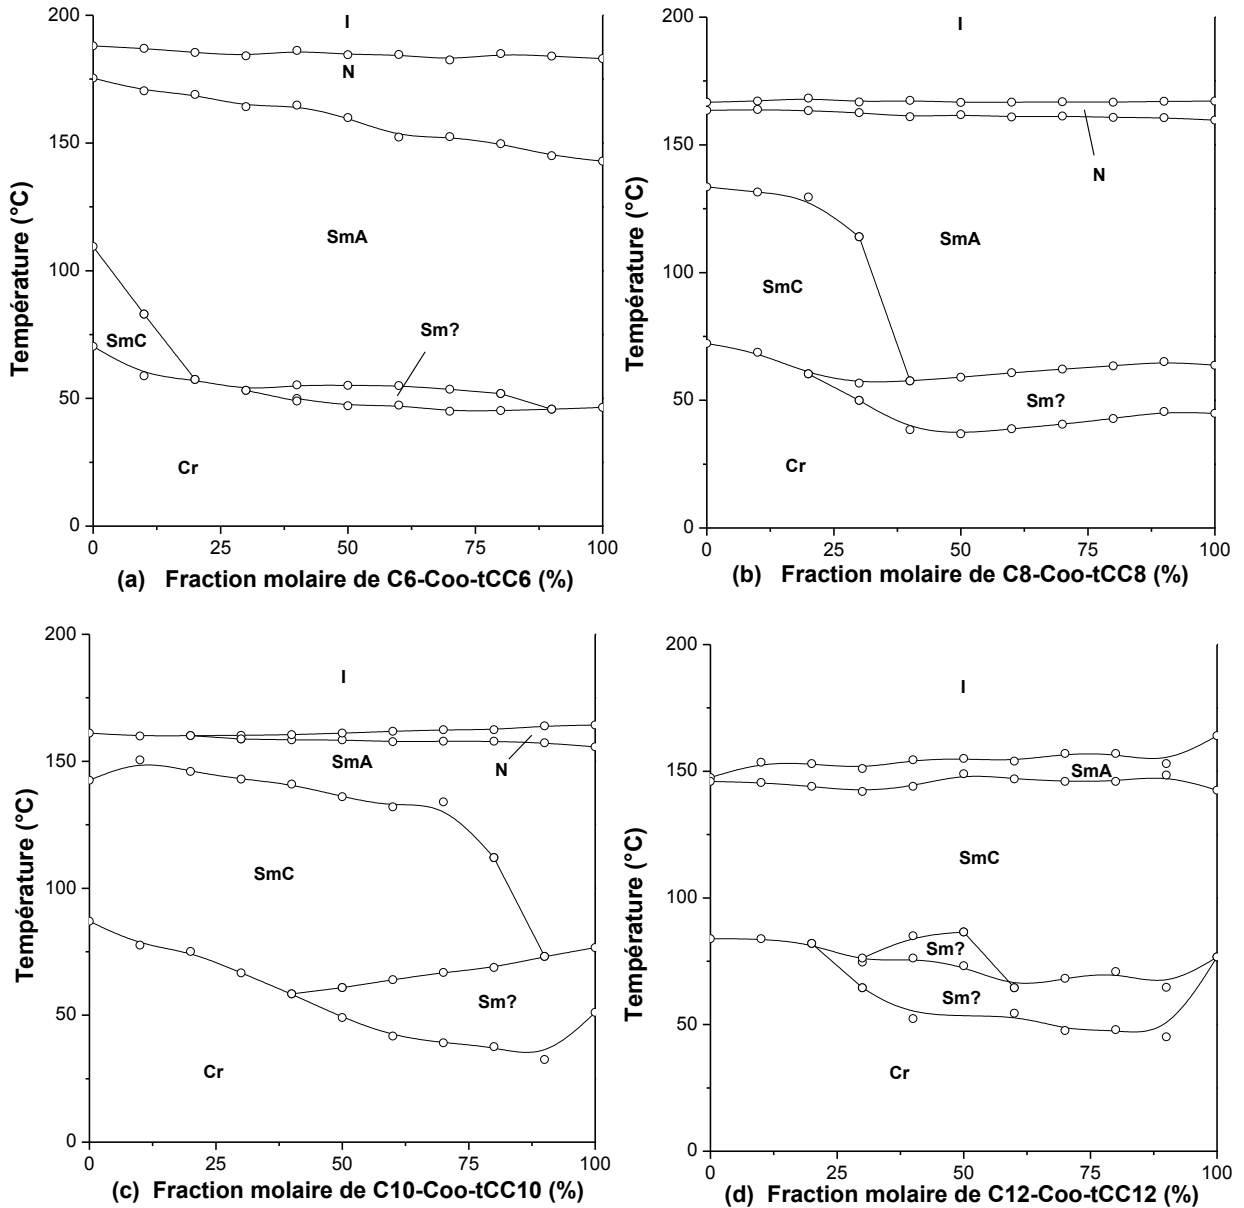 200
150
100
50
0
Température (°C)
I
N
SmA
SmC
Sm?
Cr
0 25 50 75 100
(a) Fraction molaire de C6-Coo-tCC6 (%)
200
150
100
50
0
Température (°C)
I
N
SmA
SmC
Sm?
Cr
0 25 50 75 100
(b) Fraction molaire de C8-Coo-tCC8 (%)
200
150
100
50
0
Température (°C)
I
SmA
N
SmC
Sm?
Cr
0 25 50 75 100
(c) Fraction molaire de C10-Coo-tCC10 (%)
200
150
100
50
0
Température (°C)
I
SmA
SmC
Sm?
Sm?
Cr
0 25 50 75 100
(d) Fraction molaire de C12-Coo-tCC12 (%)